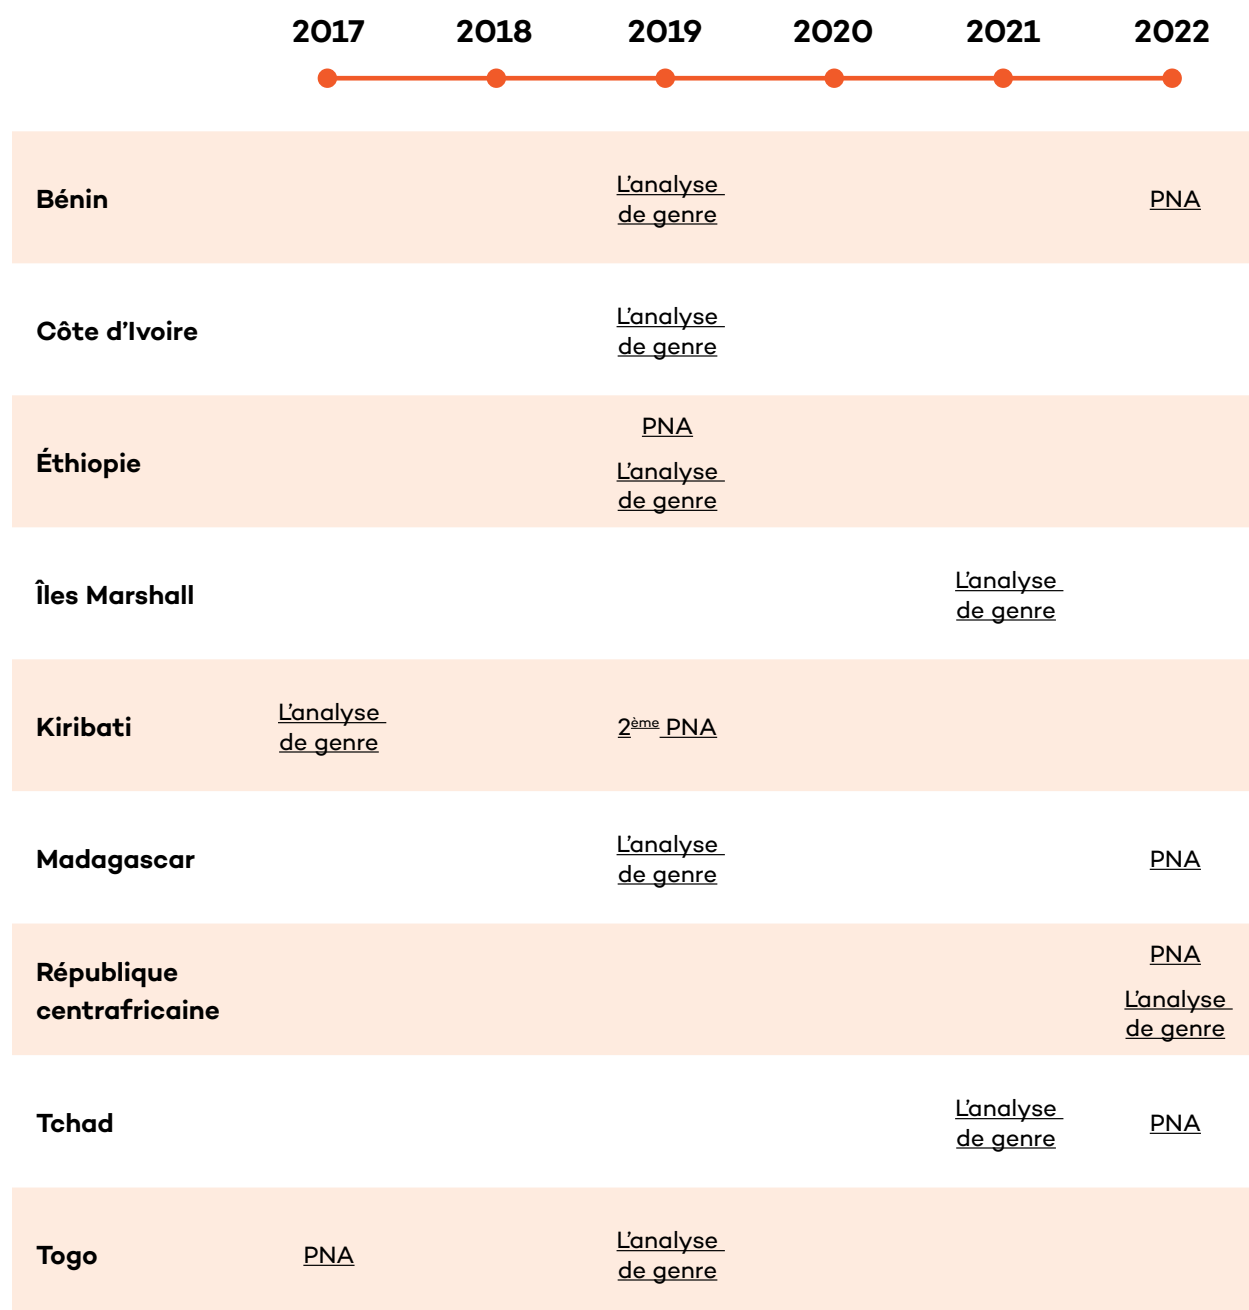 2017 2018 2019 2020 2021 2022
Bénin
L'analyse
de genre
PNA
Côte d'Ivoire
L'analyse
de genre
Éthiopie
PNA
L'analyse
de genre
Îles Marshall
L'analyse
de genre
Kiribati
L'analyse
de genre
2ème PNA
Madagascar
L'analyse
de genre
PNA
République
centrafricaine
PNA
L'analyse
de genre
Tchad
L'analyse
de genre
PNA
Togo
PNA
L'analyse
de genre